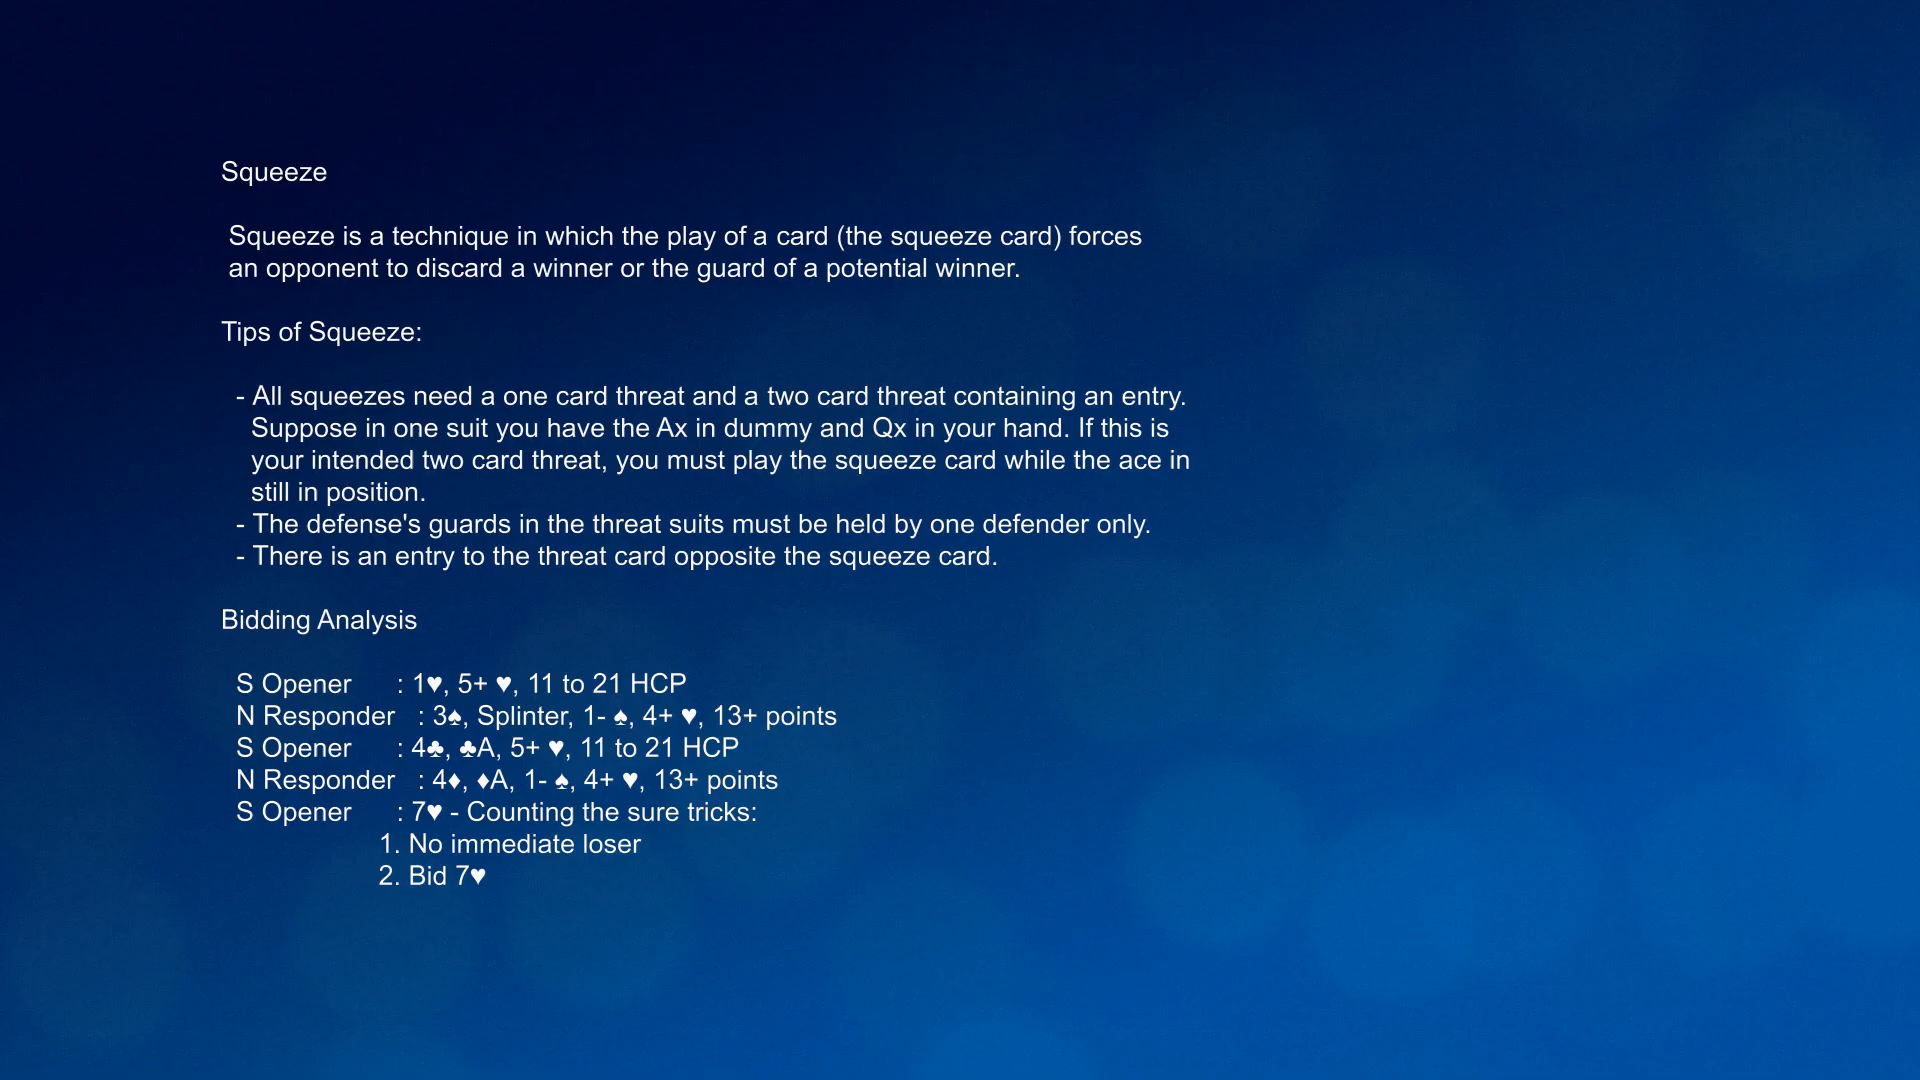 Squeeze
Squeeze is a technique in which the play of a card (the squeeze card) forces
an opponent to discard a winner or the guard of a potential winner.
Tips of Squeeze:
- All squeezes need a one card threat and a two card threat containing an entry.
Suppose in one suit you have the Ax in dummy and Qx in your hand. If this is
your intended two card threat, you must play the squeeze card while the ace in
still in position.
- The defense's guards in the threat suits must be held by one defender only.
- There is an entry to the threat card opposite the squeeze card.
Bidding Analysis
S Opener : 1♥, 5+ ♥, 11 to 21 HCP
N Responder : 3♠, Splinter, 1- ♠, 4+ ♥, 13+ points
S Opener : 4♣, ♣A, 5+ ♥, 11 to 21 HCP
N Responder : 4♦, ♦A, 1- ♠, 4+ ♥, 13+ points
S Opener : 7♥ - Counting the sure tricks:
1. No immediate loser
2. Bid 7♥